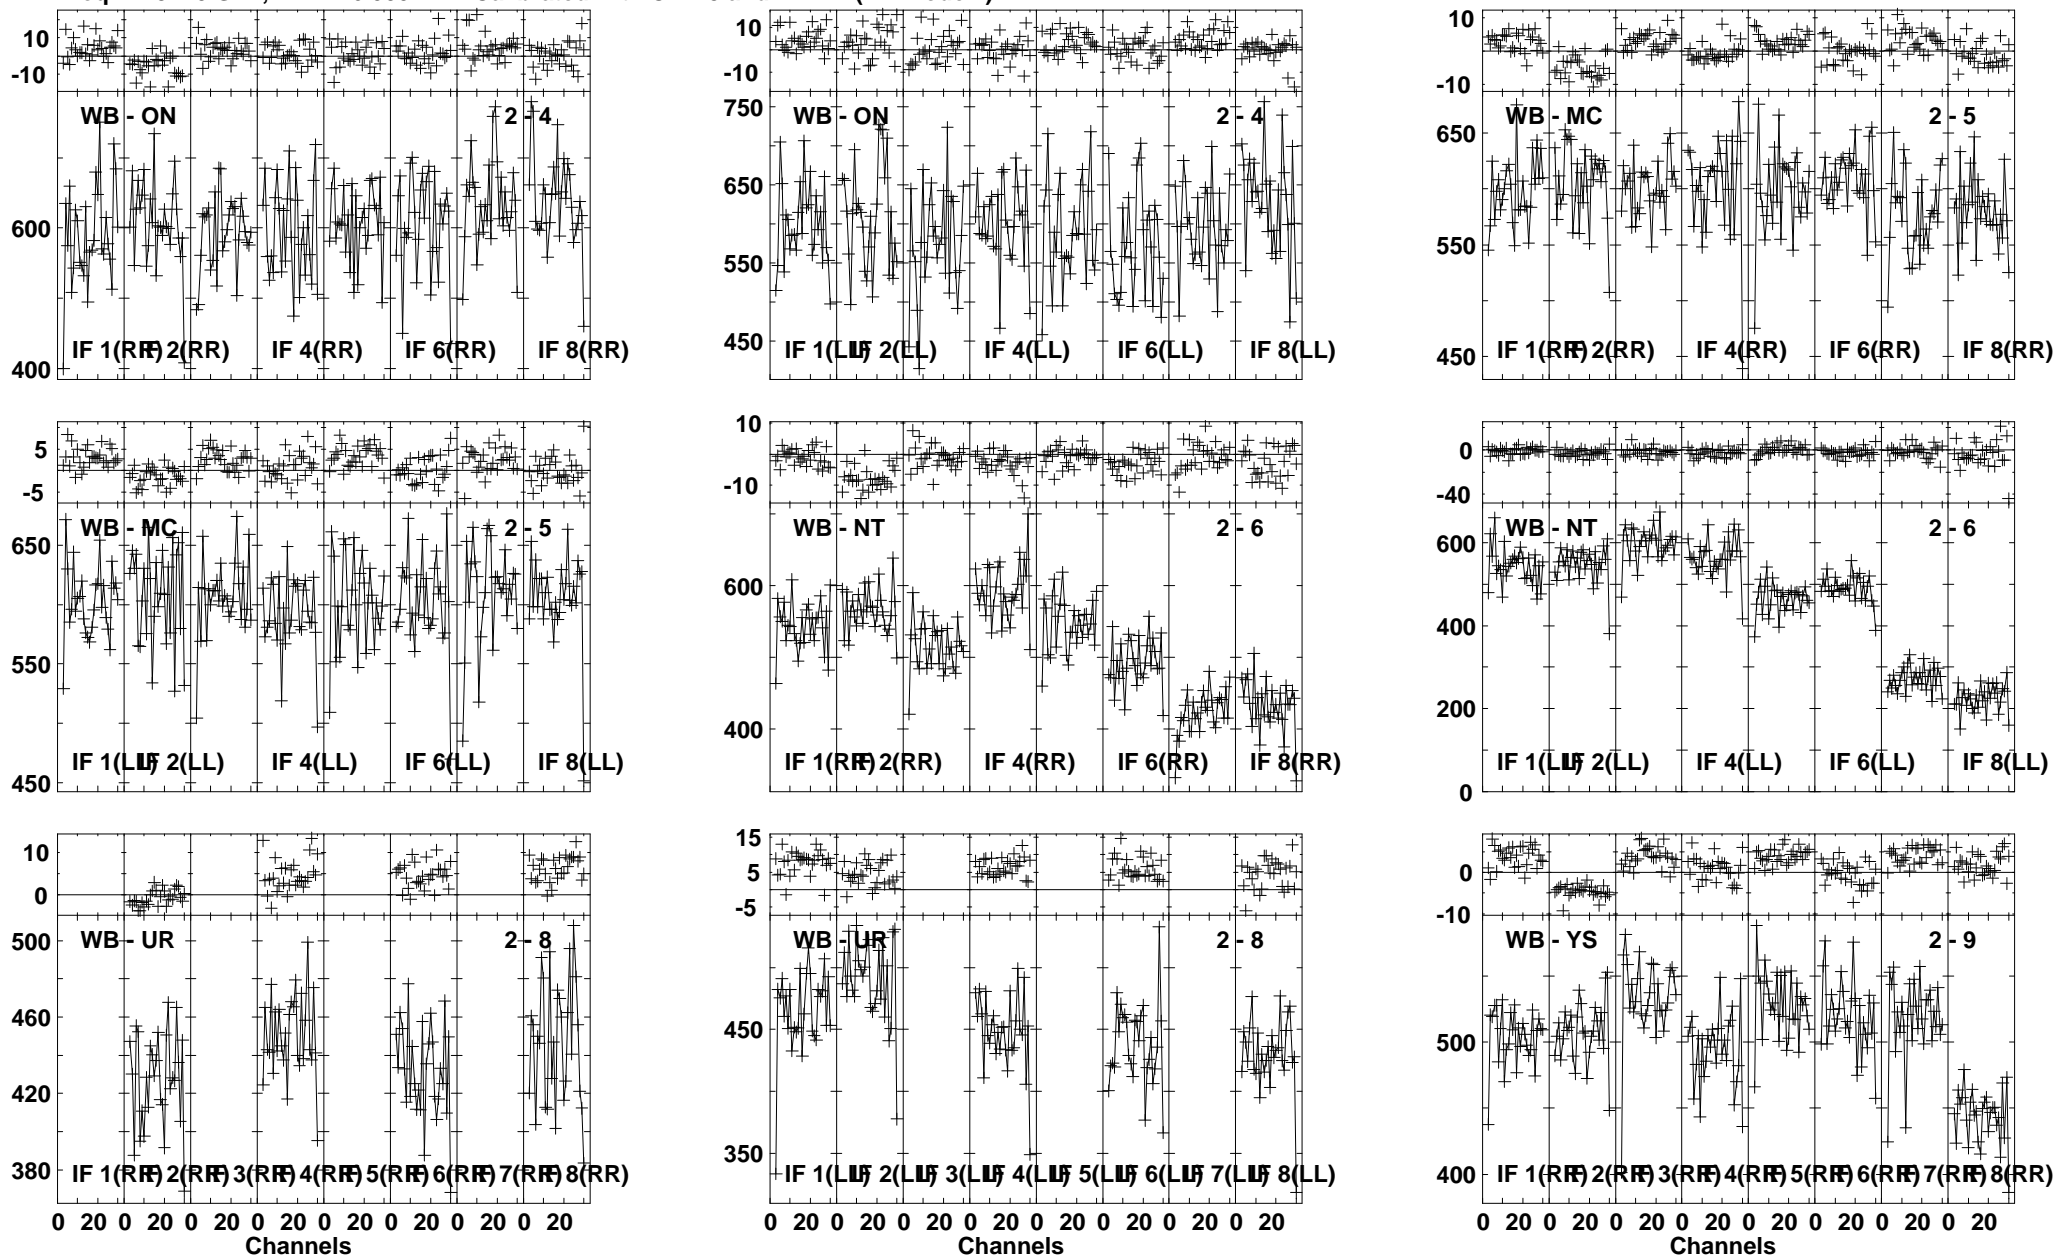 10
-10
WB - ON
2 - 4
600
400
IF 1(RR)
IF 2(RR)
IF 4(RR)
IF 6(RR)
IF 8(RR)
10
-10
750
WB - ON
2 - 4
650
550
450
IF 1(LL)
IF 2(LL)
IF 4(LL)
IF 6(LL)
IF 8(LL)
10
-10
WB - MC
2 - 5
650
550
450
IF 1(RR)
IF 2(RR)
IF 4(RR)
IF 6(RR)
IF 8(RR)
5
-5
WB - MC
2 - 5
650
550
450
IF 1(LL)
IF 2(LL)
IF 4(LL)
IF 6(LL)
IF 8(LL)
10
-10
WB - NT
2 - 6
600
400
IF 1(RR)
IF 2(RR)
IF 4(RR)
IF 6(RR)
IF 8(RR)
0
-40
WB - NT
2 - 6
600
400
200
0
IF 1(LL)
IF 2(LL)
IF 4(LL)
IF 6(LL)
IF 8(LL)
10
0
WB - UR
2 - 8
500
460
420
380
IF 1(RR)
IF 2(RR)
IF 3(RR)
IF 4(RR)
IF 5(RR)
IF 6(RR)
IF 7(RR)
IF 8(RR)
0 20 0 20 0 20 0 20 0 20 0 20 0 20 0 20
Channels
15
5
-5
WB - UR
2 - 8
450
350
IF 1(LL)
IF 2(LL)
IF 3(LL)
IF 4(LL)
IF 5(LL)
IF 6(LL)
IF 7(LL)
IF 8(LL)
0 20 0 20 0 20 0 20 0 20 0 20 0 20 0 20
Channels
0
-10
WB - YS
2 - 9
500
400
IF 1(RR)
IF 2(RR)
IF 3(RR)
IF 4(RR)
IF 5(RR)
IF 6(RR)
IF 7(RR)
IF 8(RR)
0 20 0 20 0 20 0 20 0 20 0 20 0 20 0 20
Channels